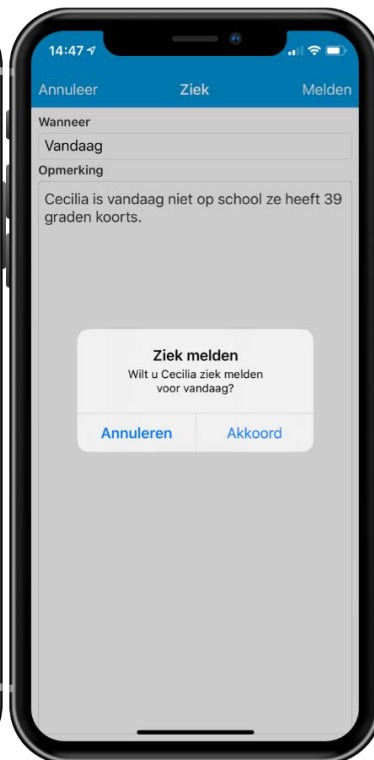 14:47
Annuleer Ziek Melden
Wanneer
Vandaag
Opmerking
Cecilia is vandaag niet op school ze heeft 39
graden koorts.
Ziek melden
Wilt u Cecilia ziek melden
voor vandaag?
Annuleren Akkoord